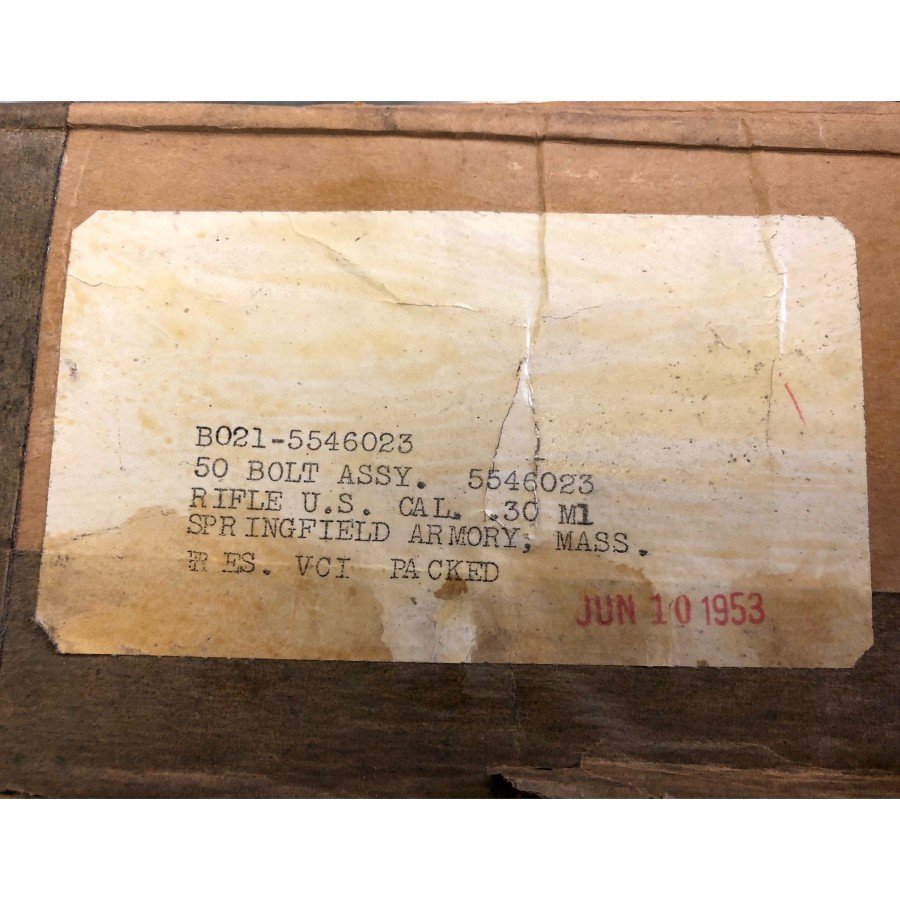 B021-5546023
50 BOLT ASSY. 5546023
RIFLE U.S. CAL. .30 M1
SPRINGFIELD ARMORY, MASS.
RES. VCI PACKED
JUN 10 1953